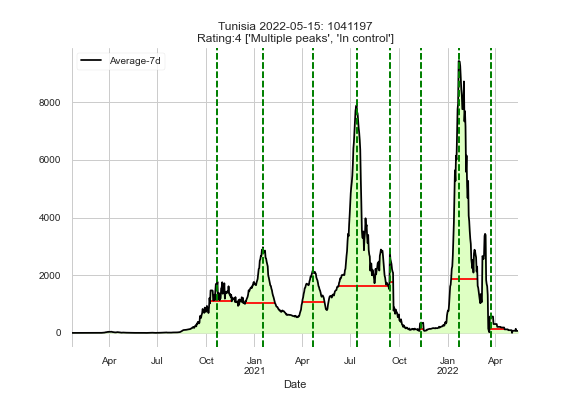 Tunisia 2022-05-15: 1041197
Rating:4 ['Multiple peaks', 'In control']
Average-7d
8000
6000
4000
2000
0
Apr Jul Oct Jan Apr Jul Oct Jan Apr
2021 2022
Date